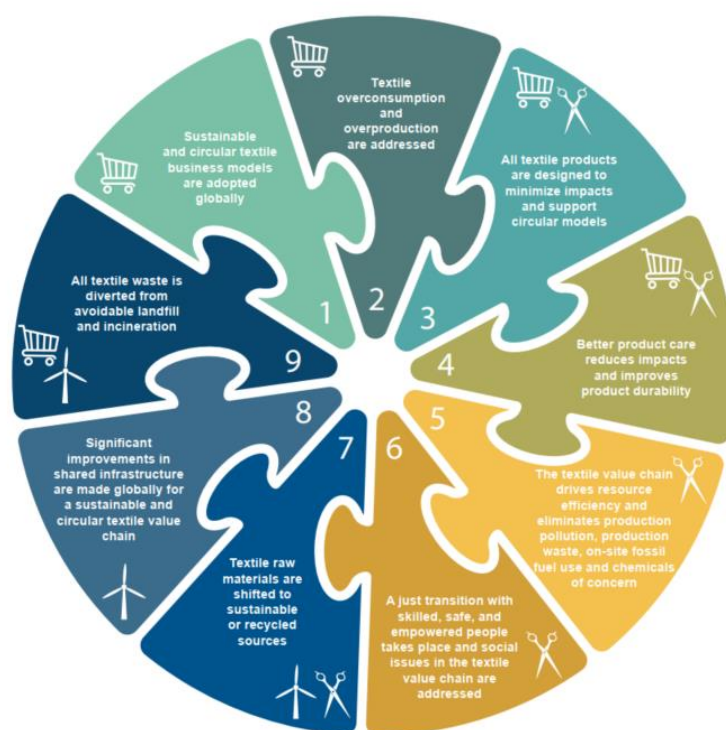 Sustainable
and circular textile
business models
are adopted
globally
1
Textile
overconsumption
and
overproduction
are addressed
2
All textile products
are designed to
minimize impacts
and support
circular models
3
Better product care
reduces impacts
and improves
product durability
4
The textile value chain
drives resource
efficiency and
eliminates production
pollution, production
waste, on-site fossil
fuel use and chemicals
of concern
5
A just transition with
skilled, safe, and
empowered people
takes place and social
issues in the textile
value chain are
addressed
6
Textile raw
materials are
shifted to
sustainable
or recycled
sources
7
Significant
improvements in
shared infrastructure
are made globally for
a sustainable and
circular textile value
chain
8
All textile waste is
diverted from
avoidable landfill
and incineration
9